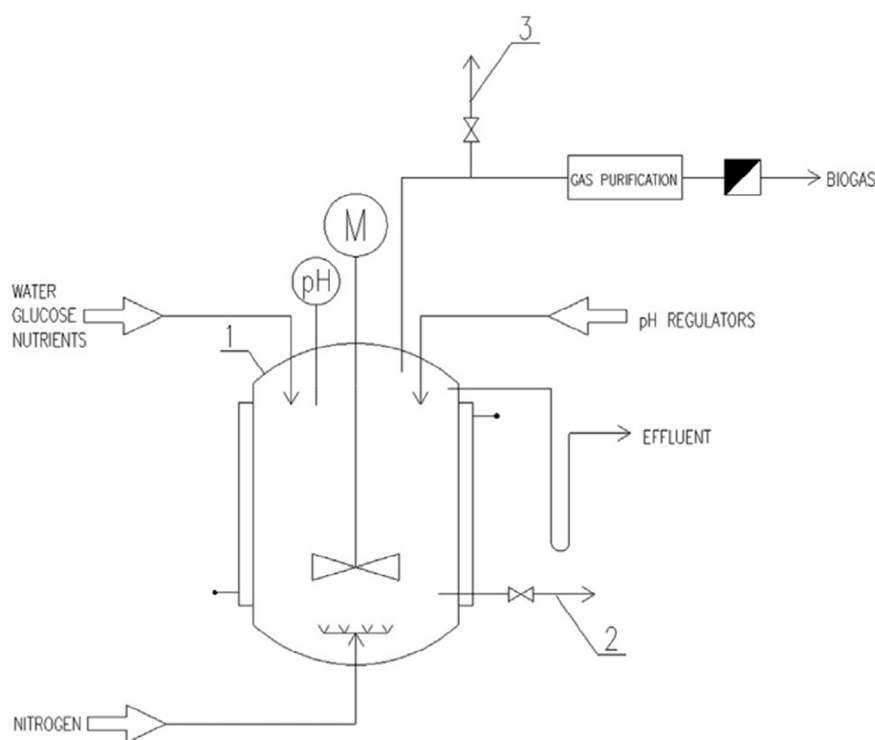 3
GAS PURIFICATION
BIOGAS
M
pH
WATER
GLUCOSE
NUTRIENTS
1
pH REGULATORS
EFFLUENT
2
NITROGEN